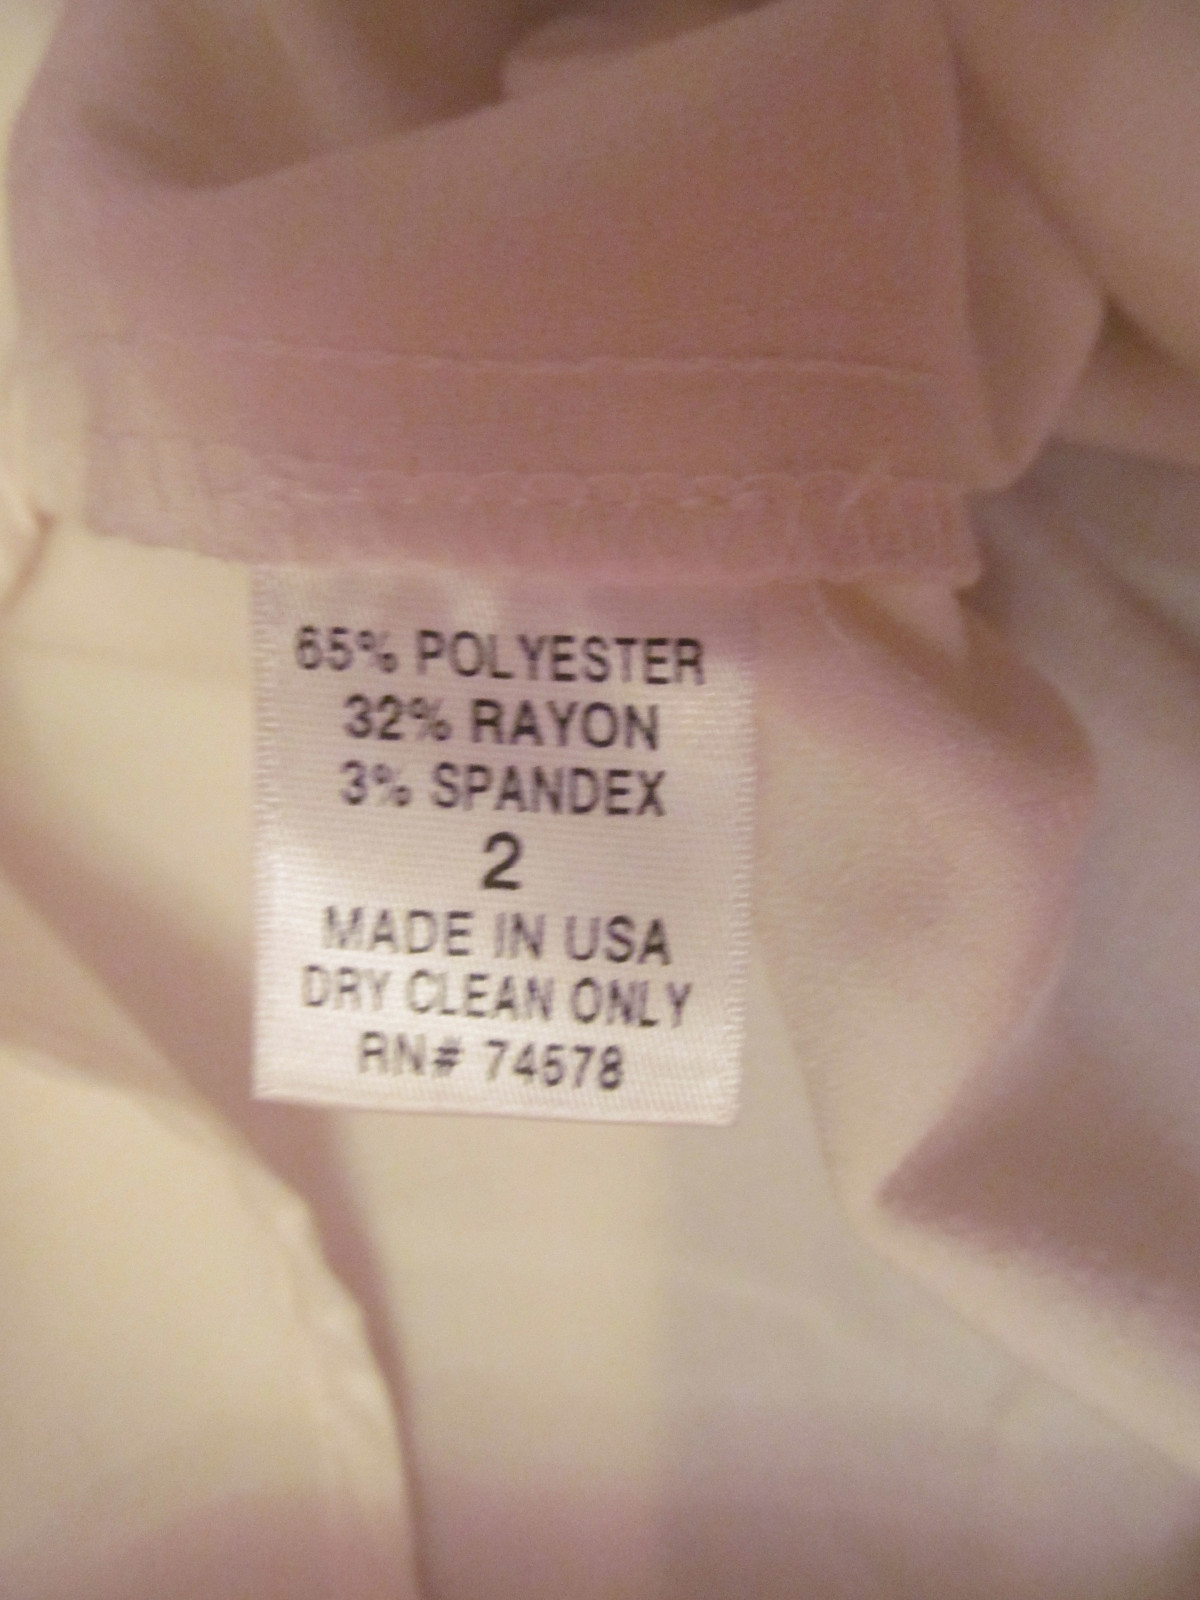 65% POLYESTER
32% RAYON
3% SPANDEX
2
MADE IN USA
DRY CLEAN ONLY
RN# 74578